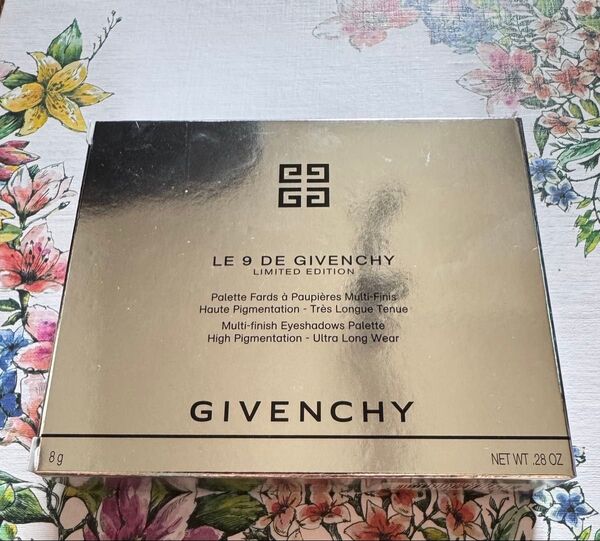 LE 9 DE GIVENCHY
LIMITED EDITION
Palette Fards à Paupières Multi-Finis
Haute Pigmentation - Très Longue Tenue
Multi-finish Eyeshadows Palette
High Pigmentation - Ultra Long Wear
GIVENCHY
8 g
NET WT .28 OZ